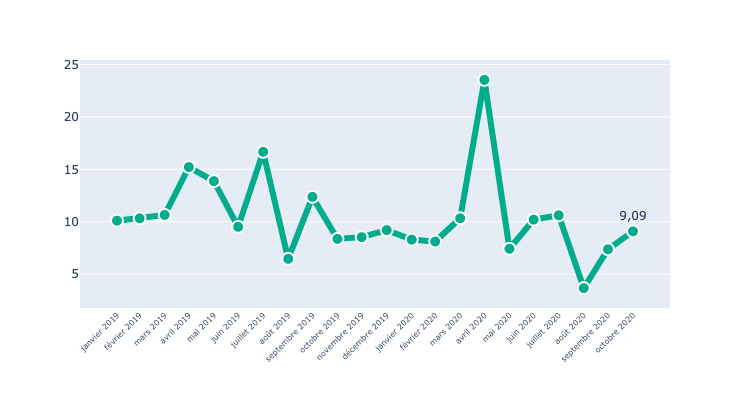 25
20
15
10
5
9,09
janvier 2019
février 2019
mars 2019
avril 2019
mai 2019
juin 2019
juillet 2019
août 2019
septembre 2019
octobre 2019
novembre 2019
décembre 2019
janvier 2020
février 2020
mars 2020
avril 2020
mai 2020
juin 2020
juillet 2020
août 2020
septembre 2020
octobre 2020